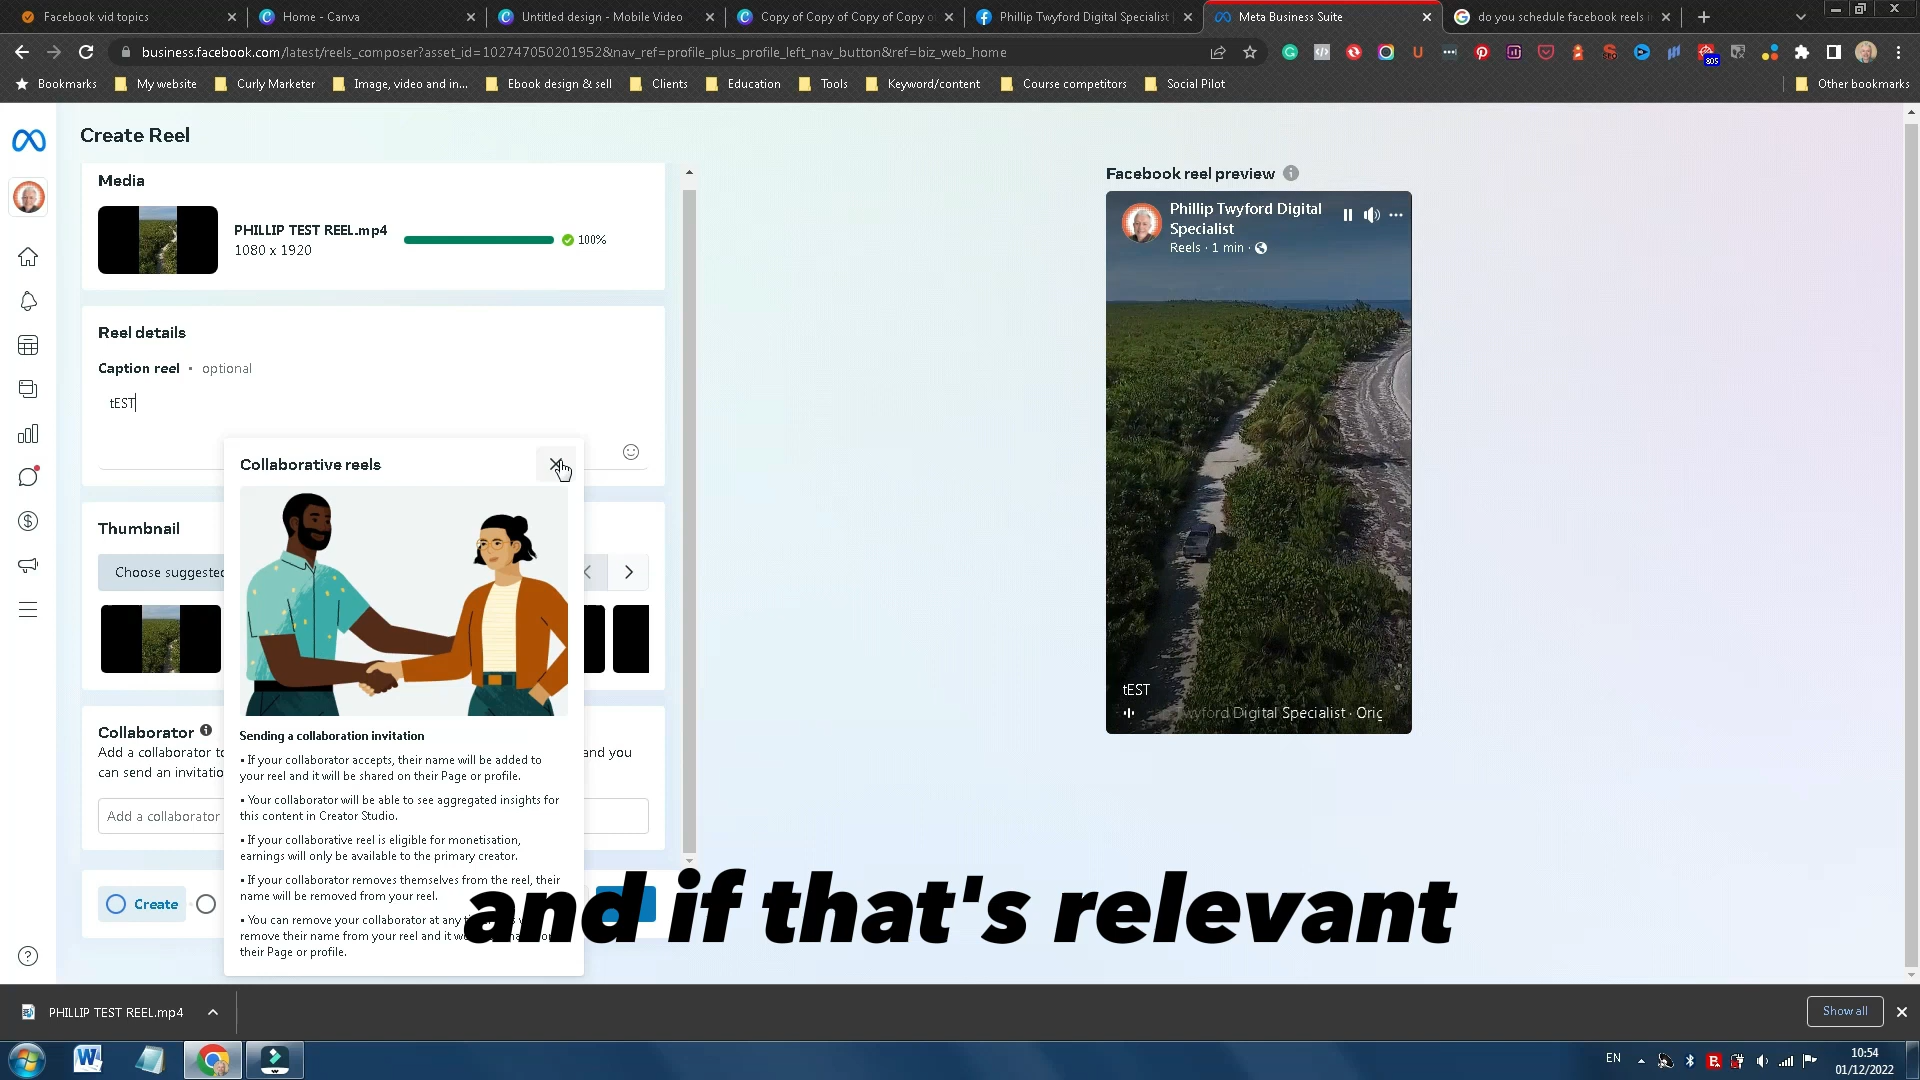 Facebook vid topics
Home - Canva
Untitled design - Mobile Video
Copy of Copy of Copy of Copy o
Phillip Twyford Digital Specialist
Meta Business Suite
do you schedule facebook reels i
business.facebook.com/latest/reels_composer?asset_id=102747050201952&nav_ref=profile_plus_profile_left_nav_button&ref=biz_web_home
805
Bookmarks
My website
Curly Marketer
Image, video and in...
Ebook design & sell
Clients
Education
Tools
Keyword/content
Course competitors
Social Pilot
Other bookmarks
Create Reel
Media
PHILLIP TEST REEL.mp4
1080 x 1920
100%
Reel details
Caption reel • optional
tEST
Collaborative reels
Thumbnail
Choose suggested
Sending a collaboration invitation
• If your collaborator accepts, their name will be added to
your reel and it will be shared on their Page or profile.
• Your collaborator will be able to see aggregated insights for
this content in Creator Studio.
• If your collaborative reel is eligible for monetisation,
earnings will only be available to the primary creator.
• If your collaborator removes themselves from the reel, their
name will be removed from your reel.
• You can remove your collaborator at any
remove their name from your reel and it
their Page or profile.
Collaborator
Add a collaborator to
and you
can send an invitatio
Add a collaborator
Create
Facebook reel preview
Phillip Twyford Digital
Specialist
Reels · 1 min ·
tEST
wyford Digital Specialist · Orig
and if that's relevant
PHILLIP TEST REEL.mp4
Show all
EN
10:54
01/12/2022